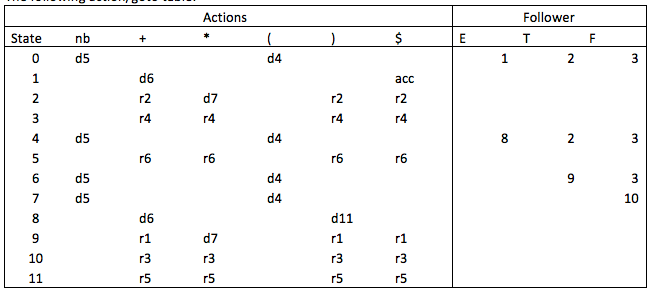 Actions Follower
State nb + * ( ) $ E T F
0 d5 d4 1 2 3
1 d6 acc
2 r2 d7 r2 r2
3 r4 r4 r4 r4
4 d5 d4 8 2 3
5 r6 r6 r6 r6
6 d5 d4 9 3
7 d5 d4 10
8 d6 d11
9 r1 d7 r1 r1
10 r3 r3 r3 r3
11 r5 r5 r5 r5